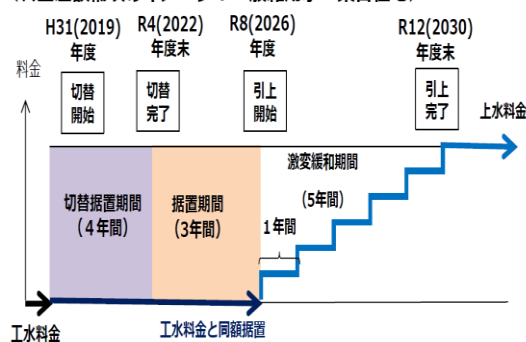 H31(2019)
年度
R4(2022)
年度末
R8(2026)
年度
R12(2030)
年度末
料金
切替
開始
切替
完了
引上
開始
引上
完了
上水料金
激変緩和期間
(5年間)
切替据置期間
(4年間)
据置期間
(3年間)
1年間
工水料金
工水料金と同額据置